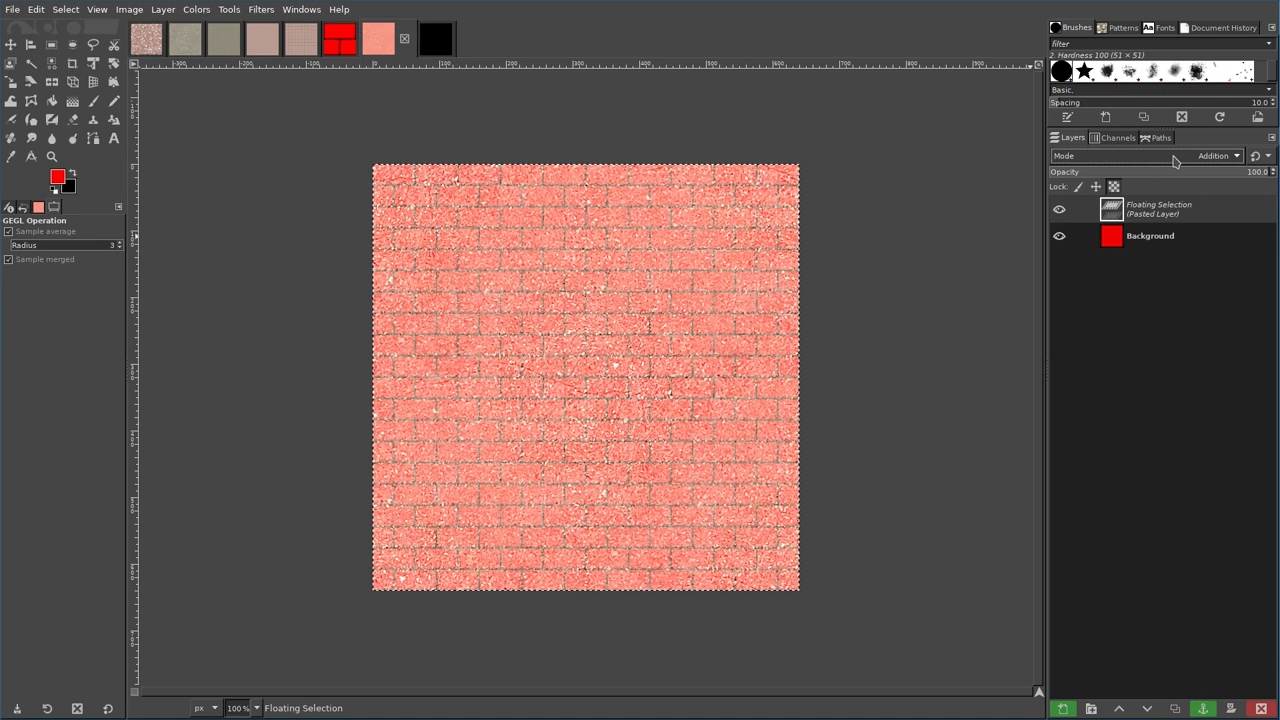 File Edit Select View Image Layer Colors Tools Filters Windows Help
Brushes Patterns Aa Fonts Document History
filter
2. Hardness 100 (51 × 51)
Basic,
Spacing 10.0
Layers Channels Paths
Mode Addition
Opacity 100.0
Lock:
Floating Selection
(Pasted Layer)
Background
GEGL Operation
Sample average
Radius 3
Sample merged
px 100 % Floating Selection